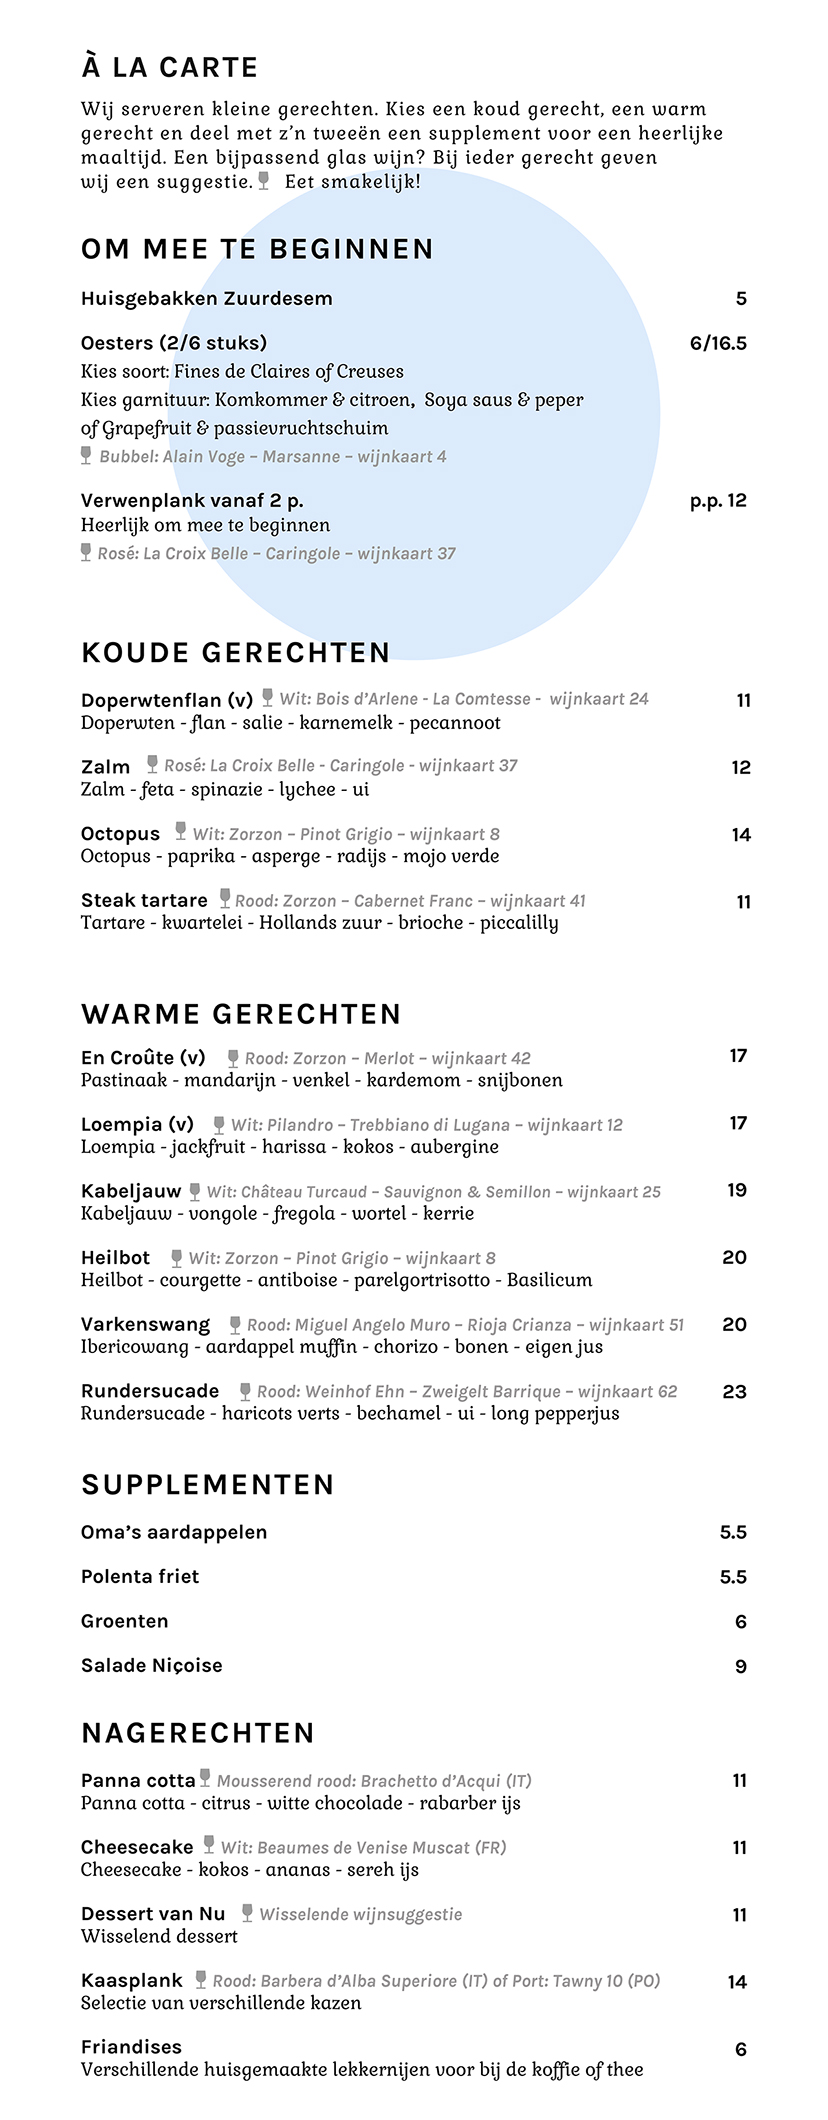 À LA CARTE
Wij serveren kleine gerechten. Kies een koud gerecht, een warm
gerecht en deel met z’n tweeën een supplement voor een heerlijke
maaltijd. Een bijpassend glas wijn? Bij ieder gerecht geven
wij een suggestie. Eet smakelijk!
OM MEE TE BEGINNEN
Huisgebakken Zuurdesem 5
Oesters (2/6 stuks) 6/16.5
Kies soort: Fines de Claires of Creuses
Kies garnituur: Komkommer & citroen, Soya saus & peper
of Grapefruit & passievruchtschuim
Bubbel: Alain Voge – Marsanne – wijnkaart 4
Verwenplank vanaf 2 p. p.p. 12
Heerlijk om mee te beginnen
Rosé: La Croix Belle – Caringole – wijnkaart 37
KOUDE GERECHTEN
Doperwtenflan (v) Wit: Bois d’Arlene - La Comtesse - wijnkaart 24 11
Doperwten - flan - salie - karnemelk - pecannoot
Zalm Rosé: La Croix Belle - Caringole - wijnkaart 37 12
Zalm - feta - spinazie - lychee - ui
Octopus Wit: Zorzon – Pinot Grigio – wijnkaart 8 14
Octopus - paprika - asperge - radijs - mojo verde
Steak tartare Rood: Zorzon – Cabernet Franc – wijnkaart 41 11
Tartare - kwartelei - Hollands zuur - brioche - piccalilly
WARME GERECHTEN
En Croûte (v) Rood: Zorzon – Merlot – wijnkaart 42 17
Pastinaak - mandarijn - venkel - kardemom - snijbonen
Loempia (v) Wit: Pilandro – Trebbiano di Lugana – wijnkaart 12 17
Loempia - jackfruit - harissa - kokos - aubergine
Kabeljauw Wit: Château Turcaud – Sauvignon & Semillon – wijnkaart 25 19
Kabeljauw - vongole - fregola - wortel - kerrie
Heilbot Wit: Zorzon – Pinot Grigio – wijnkaart 8 20
Heilbot - courgette - antiboise - parelgortrisotto - Basilicum
Varkenswang Rood: Miguel Angelo Muro – Rioja Crianza – wijnkaart 51 20
Ibericowang - aardappel muffin - chorizo - bonen - eigen jus
Rundersucade Rood: Weinhof Ehn – Zweigelt Barrique – wijnkaart 62 23
Rundersucade - haricots verts - bechamel - ui - long pepperjus
SUPPLEMENTEN
Oma’s aardappelen 5.5
Polenta friet 5.5
Groenten 6
Salade Niçoise 9
NAGERECHTEN
Panna cotta Mousserend rood: Brachetto d’Acqui (IT) 11
Panna cotta - citrus - witte chocolade - rabarber ijs
Cheesecake Wit: Beaumes de Venise Muscat (FR) 11
Cheesecake - kokos - ananas - sereh ijs
Dessert van Nu Wisselende wijnsuggestie 11
Wisselend dessert
Kaasplank Rood: Barbera d’Alba Superiore (IT) of Port: Tawny 10 (PO) 14
Selectie van verschillende kazen
Friandises 6
Verschillende huisgemaakte lekkernijen voor bij de koffie of thee